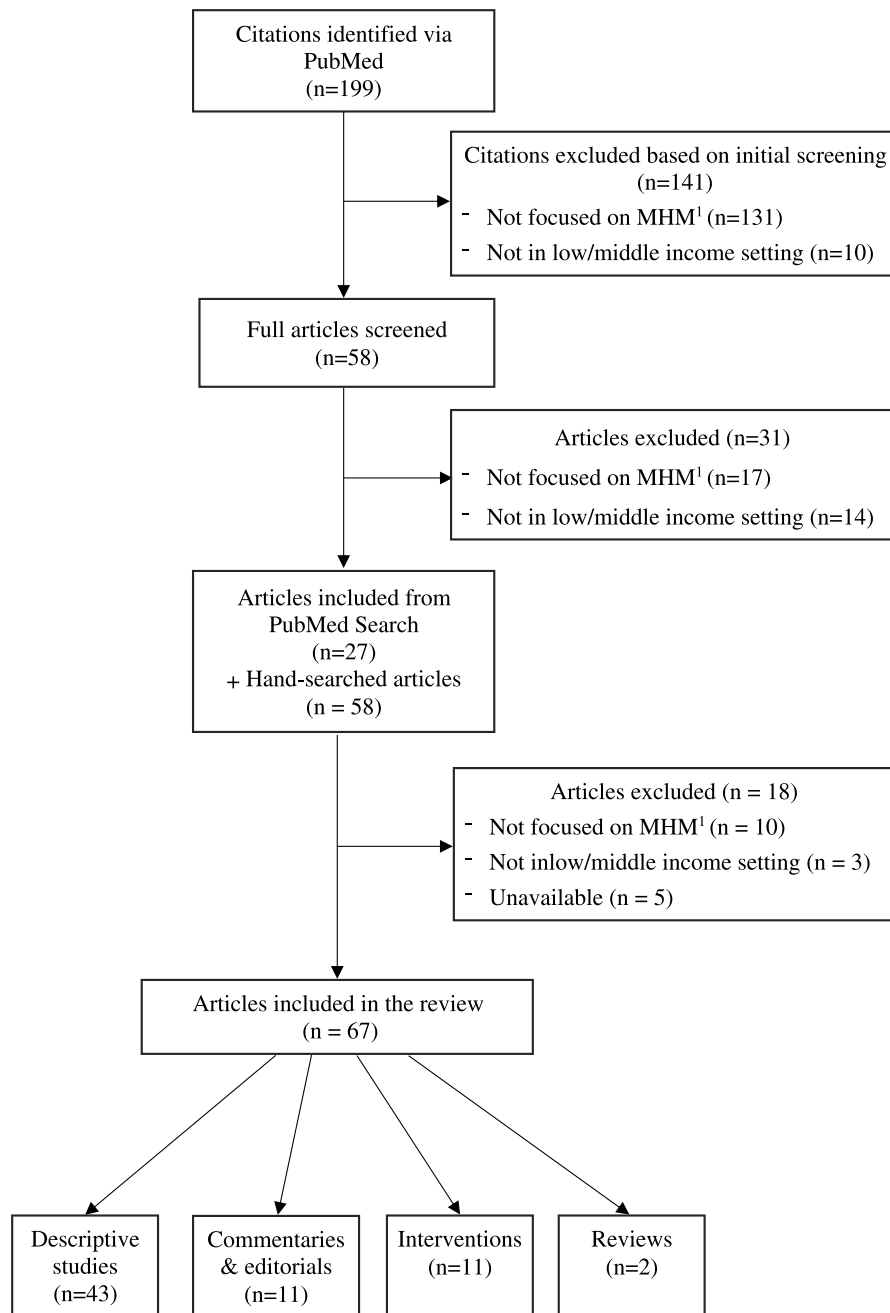 Citations identified via
PubMed
(n=199)
Citations excluded based on initial screening
(n=141)
- Not focused on MHM¹ (n=131)
- Not in low/middle income setting (n=10)
Full articles screened
(n=58)
Articles excluded (n=31)
- Not focused on MHM¹ (n=17)
- Not in low/middle income setting (n=14)
Articles included from
PubMed Search
(n=27)
+ Hand-searched articles
(n = 58)
Articles excluded (n = 18)
- Not focused on MHM¹ (n = 10)
- Not inlow/middle income setting (n = 3)
- Unavailable (n = 5)
Articles included in the review
(n = 67)
Descriptive
studies
(n=43)
Commentaries
& editorials
(n=11)
Interventions
(n=11)
Reviews
(n=2)